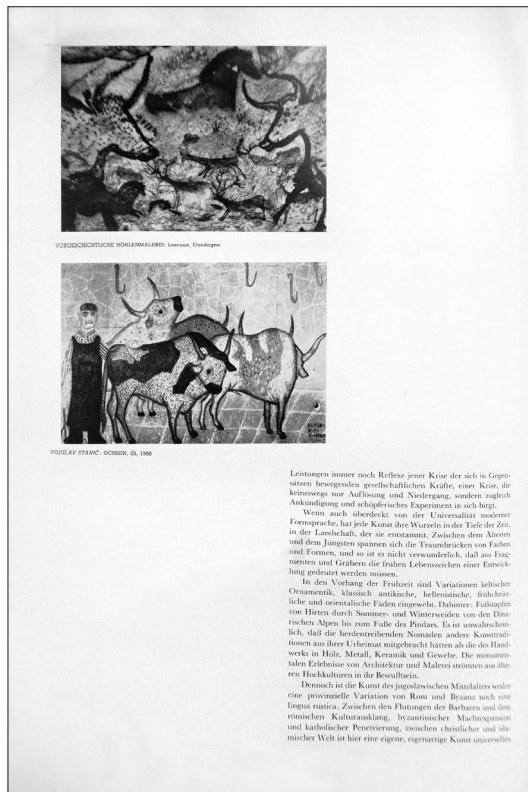 VORGESCHICHTLICHE HÖHLENMALEREI: Lascaux, Dordogne
VOJISLAV STANIĆ: OCHSEN, Öl, 1956
Leistungen immer noch Reflexe jener Krise der sich in Gegen-
sätzen bewegenden gesellschaftlichen Kräfte, einer Krise, die
keineswegs nur Auflösung und Niedergang, sondern zugleich
Ankündigung und schöpferisches Experiment in sich birgt.
Wenn auch überdeckt von der Universalität moderner
Formsprache, hat jede Kunst ihre Wurzeln in der Tiefe der Zeit,
in der Landschaft, der sie entstammt. Zwischen dem Ältesten
und dem Jüngsten spannen sich die Traumbrücken von Farben
und Formen, und so ist es nicht verwunderlich, daß aus Frag-
menten und Gräbern die frühen Lebenszeichen einer Entwick-
lung gedeutet werden müssen.
In den Vorhang der Frühzeit sind Variationen keltischer
Ornamentik, klassisch antikische, hellenistische, frühchrist-
liche und orientalische Fäden eingewebt. Dahinter: Fußstapfen
von Hirten durch Sommer- und Winterweiden von den Dina-
rischen Alpen bis zum Fuße des Pindars. Es ist unwahrschein-
lich, daß die herdentreibenden Nomaden andere Kunsttradi-
tionen aus ihrer Urheimat mitgebracht hätten als die des Hand-
werks in Holz, Metall, Keramik und Gewebe. Die monumen-
talen Erlebnisse von Architektur und Malerei strömten aus älte-
ren Hochkulturen in ihr Bewußtsein.
Dennoch ist die Kunst des jugoslawischen Mittelalters weder
eine provinzielle Variation von Rom und Byzanz noch eine
lingua rustica. Zwischen den Flutungen der Barbaren und dem
römischen Kulturausklang, byzantinischer Machtexpansion
und katholischer Penetrierung, zwischen christlicher und isla-
mischer Welt ist hier eine eigene, eigenartige Kunst universellen